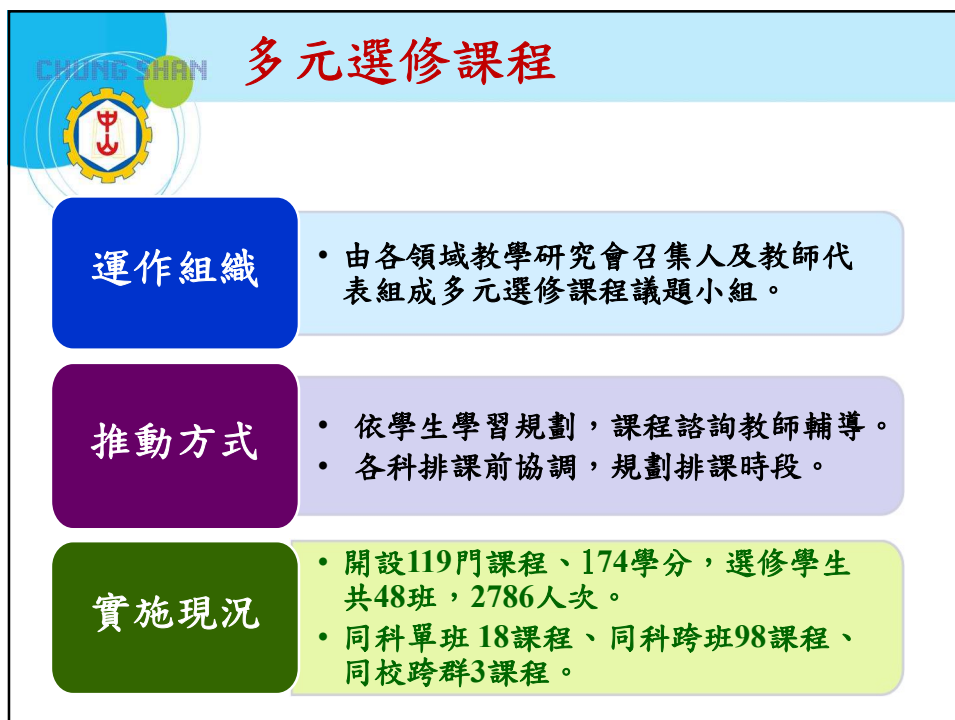 CHUNG SHAN
多元選修課程
運作組織
• 由各領域教學研究會召集人及教師代
表組成多元選修課程議題小組。
推動方式
• 依學生學習規劃，課程諮詢教師輔導。
• 各科排課前協調，規劃排課時段。
實施現況
• 開設119門課程、174學分，選修學生
共48班，2786人次。
• 同科單班 18課程、同科跨班98課程、
同校跨群3課程。